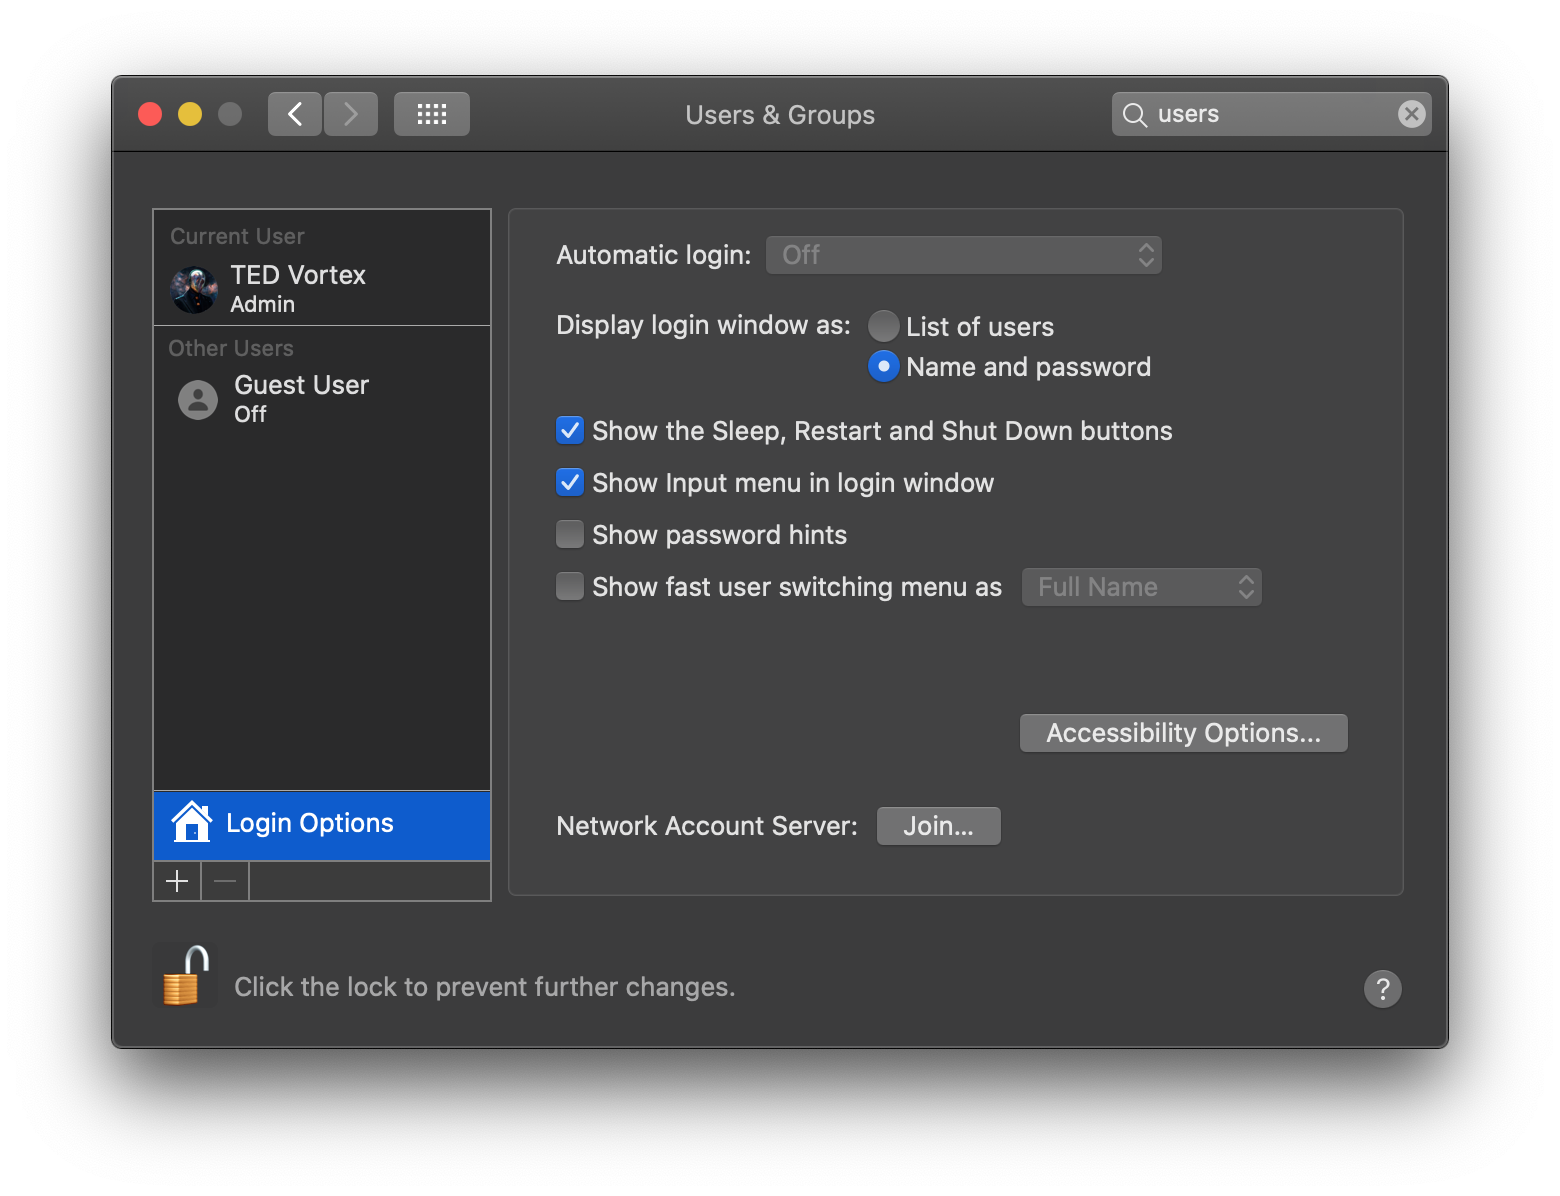 Users & Groups
users
Current User
TED Vortex
Admin
Other Users
Guest User
Off
Login Options
Automatic login: Off
Display login window as: List of users
Name and password
Show the Sleep, Restart and Shut Down buttons
Show Input menu in login window
Show password hints
Show fast user switching menu as Full Name
Accessibility Options...
Network Account Server: Join...
Click the lock to prevent further changes.
?